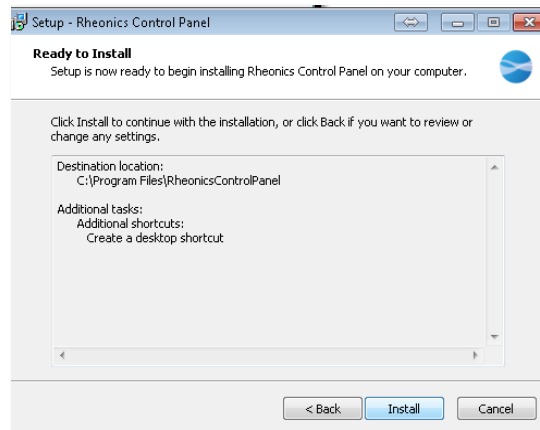 Setup - Rheonics Control Panel
Ready to Install
Setup is now ready to begin installing Rheonics Control Panel on your computer.
Click Install to continue with the installation, or click Back if you want to review or
change any settings.
Destination location:
C:\Program Files\RheonicsControlPanel
Additional tasks:
Additional shortcuts:
Create a desktop shortcut
< Back
Install
Cancel